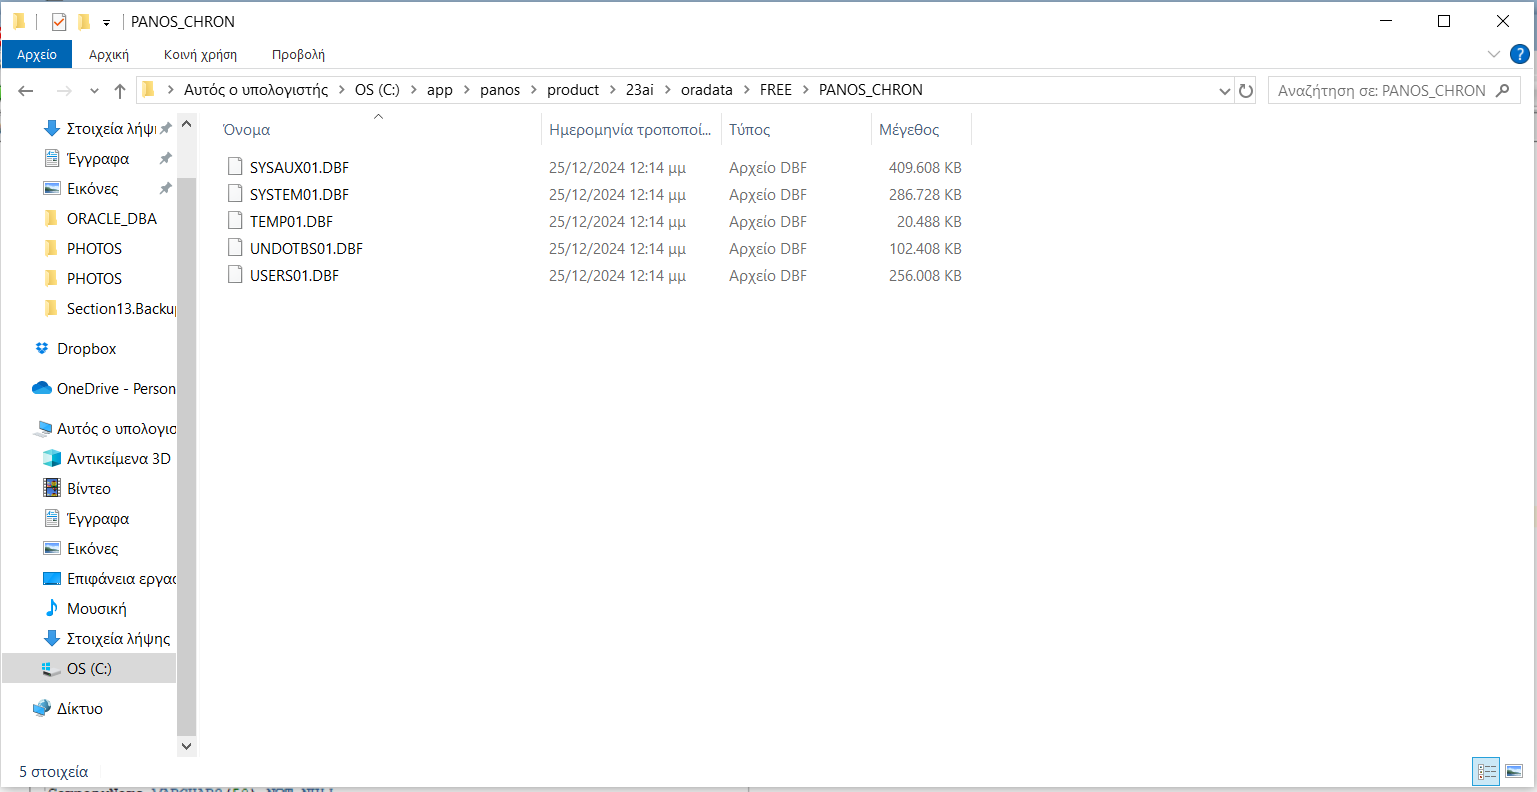 PANOS_CHRON
Αρχείο Αρχική Κοινή χρήση Προβολή
Αυτός ο υπολογιστής OS (C:) app panos product 23ai oradata FREE PANOS_CHRON
Αναζήτηση σε: PANOS_CHRON
Στοιχεία λήψι
Έγγραφα
Εικόνες
ORACLE_DBA
PHOTOS
PHOTOS
Section13.Backup
Dropbox
OneDrive - Person
Αυτός ο υπολογισ
Αντικείμενα 3D
Βίντεο
Έγγραφα
Εικόνες
Επιφάνεια εργασ
Μουσική
Στοιχεία λήψης
OS (C:)
Δίκτυο
Όνομα Ημερομηνία τροποποί... Τύπος Μέγεθος
SYSAUX01.DBF 25/12/2024 12:14 μμ Αρχείο DBF 409.608 KB
SYSTEM01.DBF 25/12/2024 12:14 μμ Αρχείο DBF 286.728 KB
TEMP01.DBF 25/12/2024 12:14 μμ Αρχείο DBF 20.488 KB
UNDOTBS01.DBF 25/12/2024 12:14 μμ Αρχείο DBF 102.408 KB
USERS01.DBF 25/12/2024 12:14 μμ Αρχείο DBF 256.008 KB
5 στοιχεία